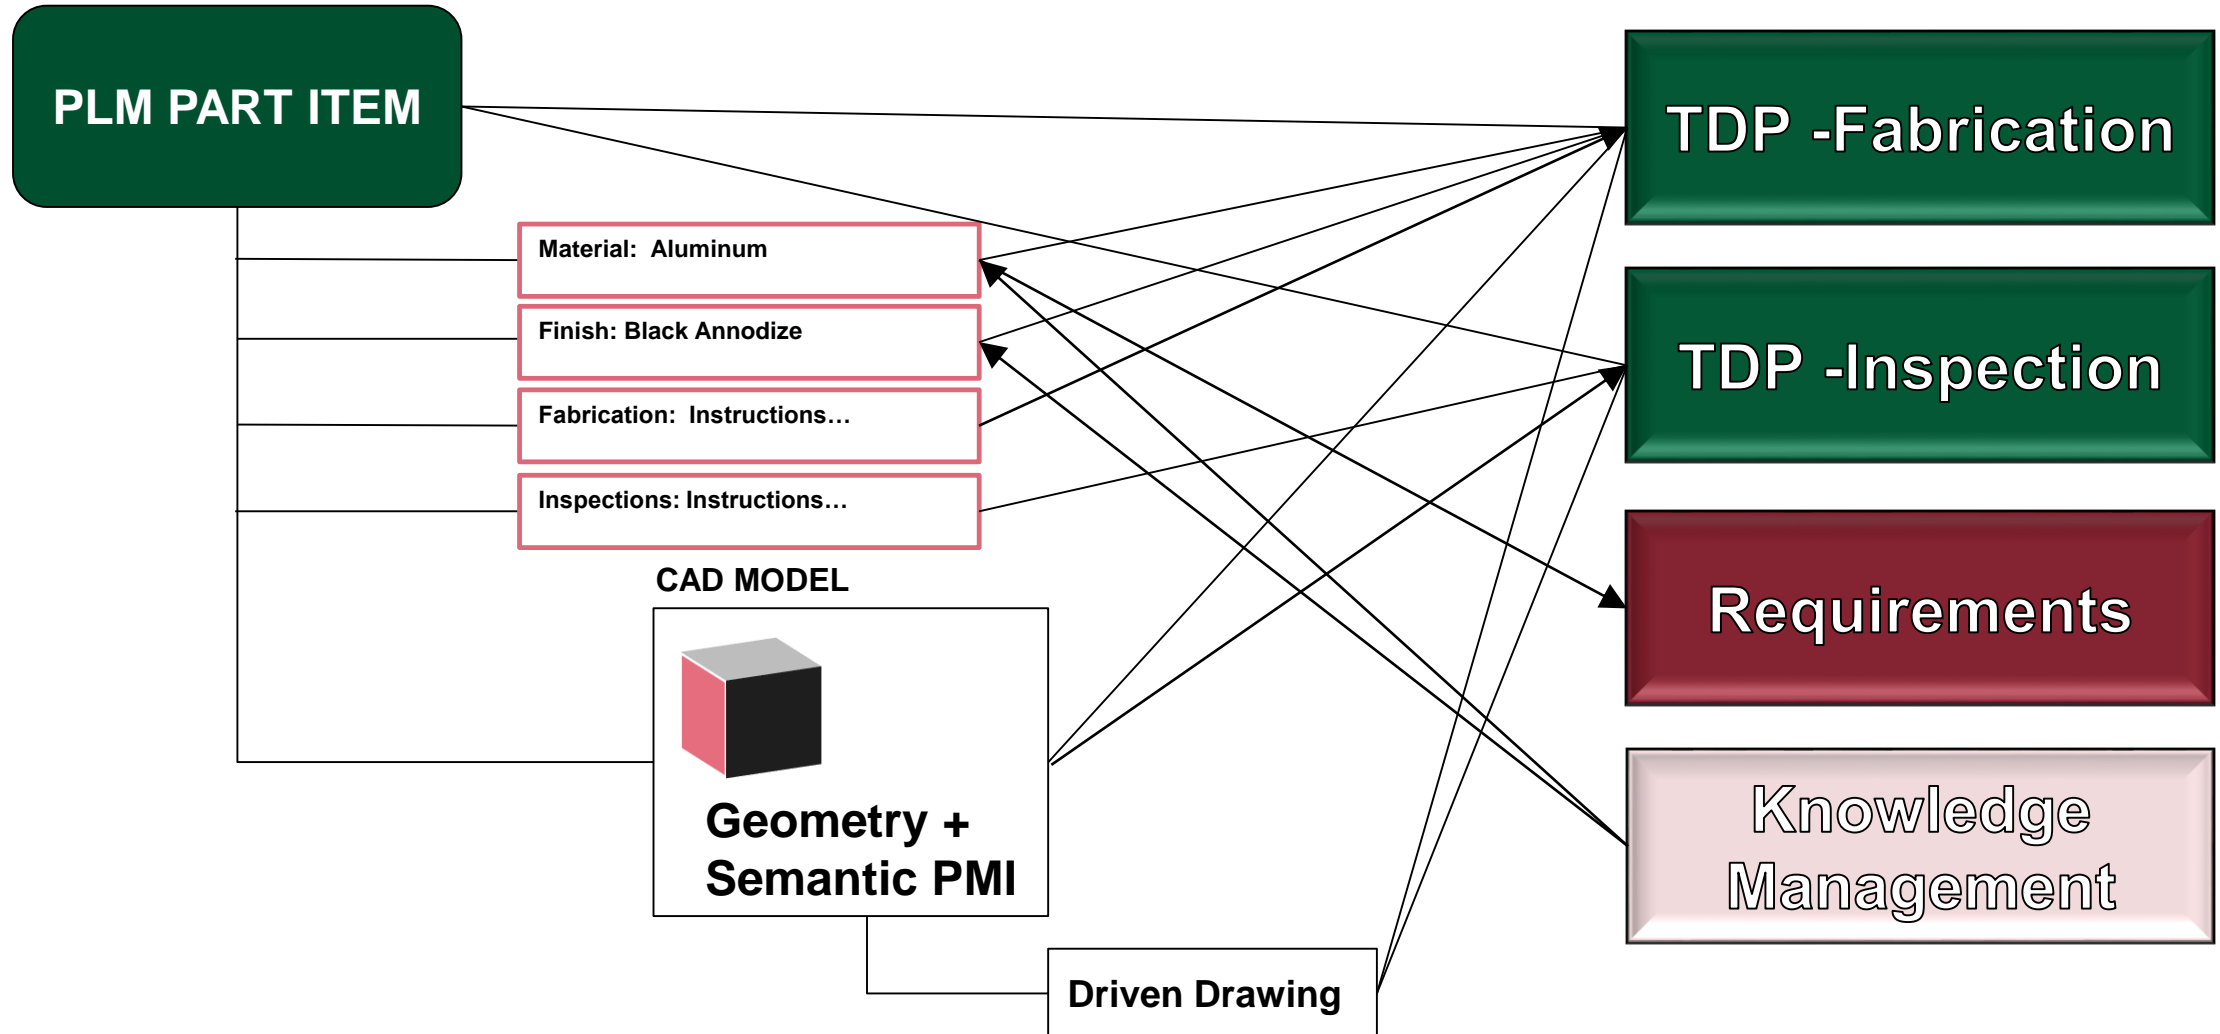 PLM PART ITEM
TDP -Fabrication
Material:  Aluminum
Finish: Black Annodize
TDP -Inspection
Fabrication:  Instructions…
Inspections: Instructions…
CAD MODEL
Requirements
Geometry +
Semantic PMI
Knowledge
Management
Driven Drawing